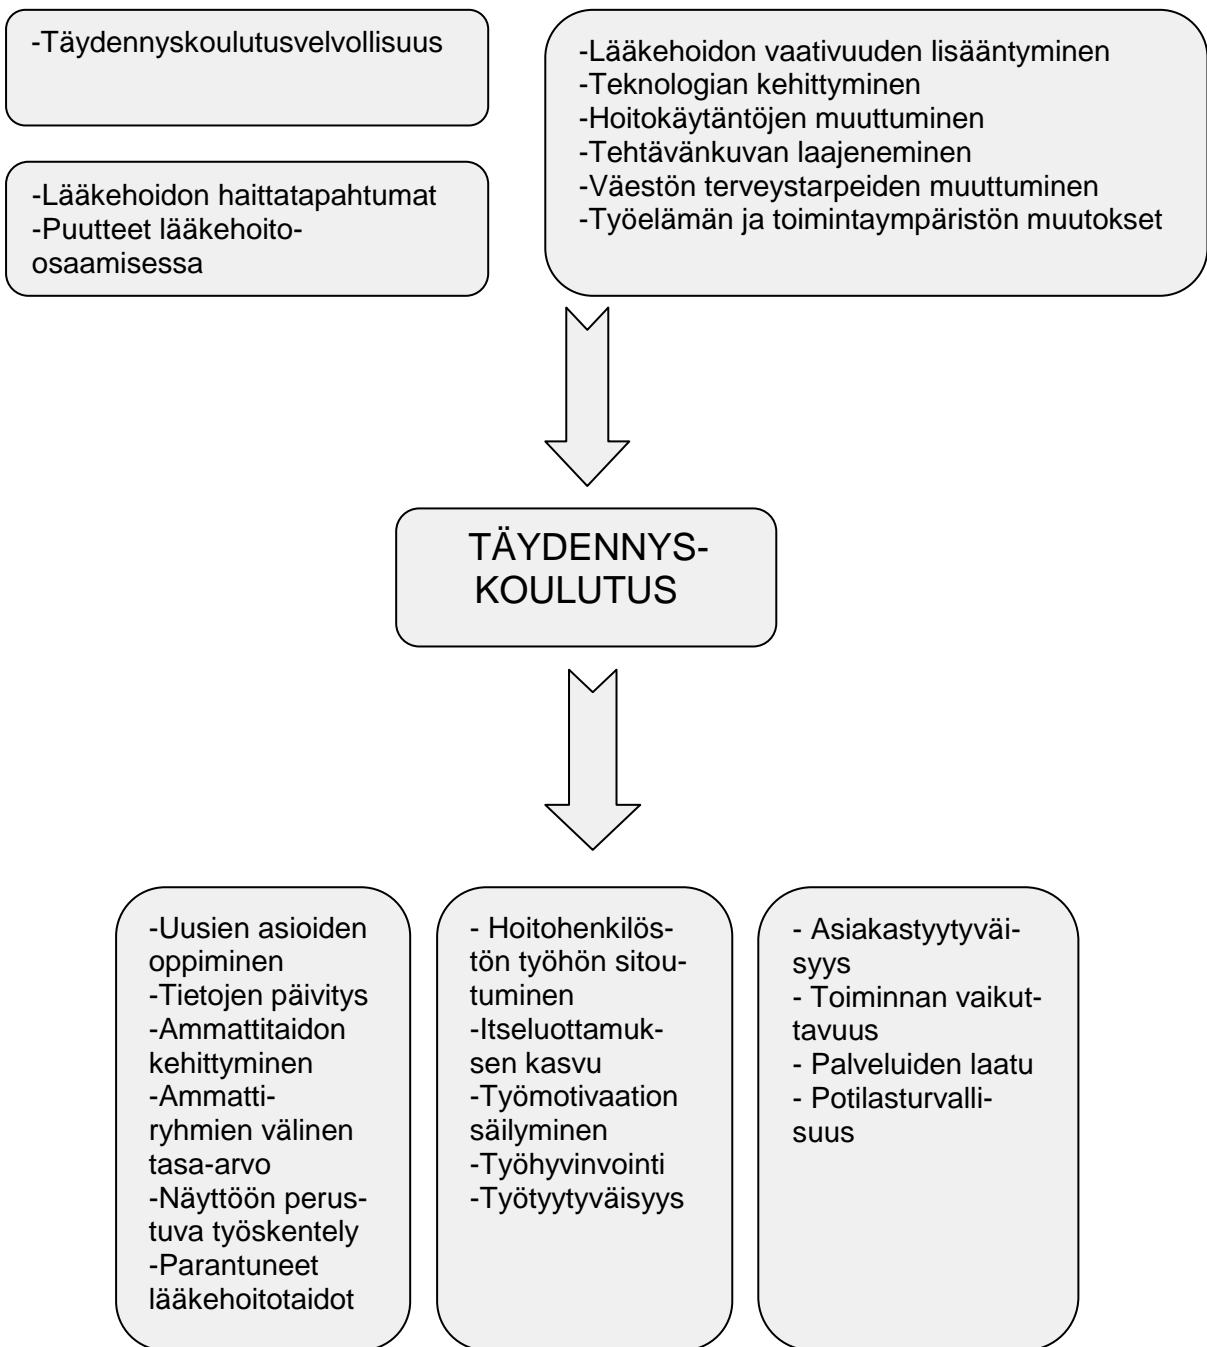 -Täydennyskoulutusvelvollisuus
-Lääkehoidon haittatapahtumat
-Puutteet lääkehoito-
osaamisessa
-Lääkehoidon vaativuuden lisääntyminen
-Teknologian kehittyminen
-Hoitokäytäntöjen muuttuminen
-Tehtävänkuvan laajeneminen
-Väestön terveystarpeiden muuttuminen
-Työelämän ja toimintaympäristön muutokset
TÄYDENNYS-
KOULUTUS
-Uusien asioiden
oppiminen
-Tietojen päivitys
-Ammattitaidon
kehittyminen
-Ammatti-
ryhmien välinen
tasa-arvo
-Näyttöön perus-
tuva työskentely
-Parantuneet
lääkehoitotaidot
- Hoitohenkilös-
tön työhön sitou-
tuminen
-Itseluottamuk-
sen kasvu
-Työmotivaation
säilyminen
-Työhyvinvointi
-Työtyytyväisyys
- Asiakastyytyväi-
syys
- Toiminnan vaikut-
tavuus
- Palveluiden laatu
- Potilasturvalli-
suus